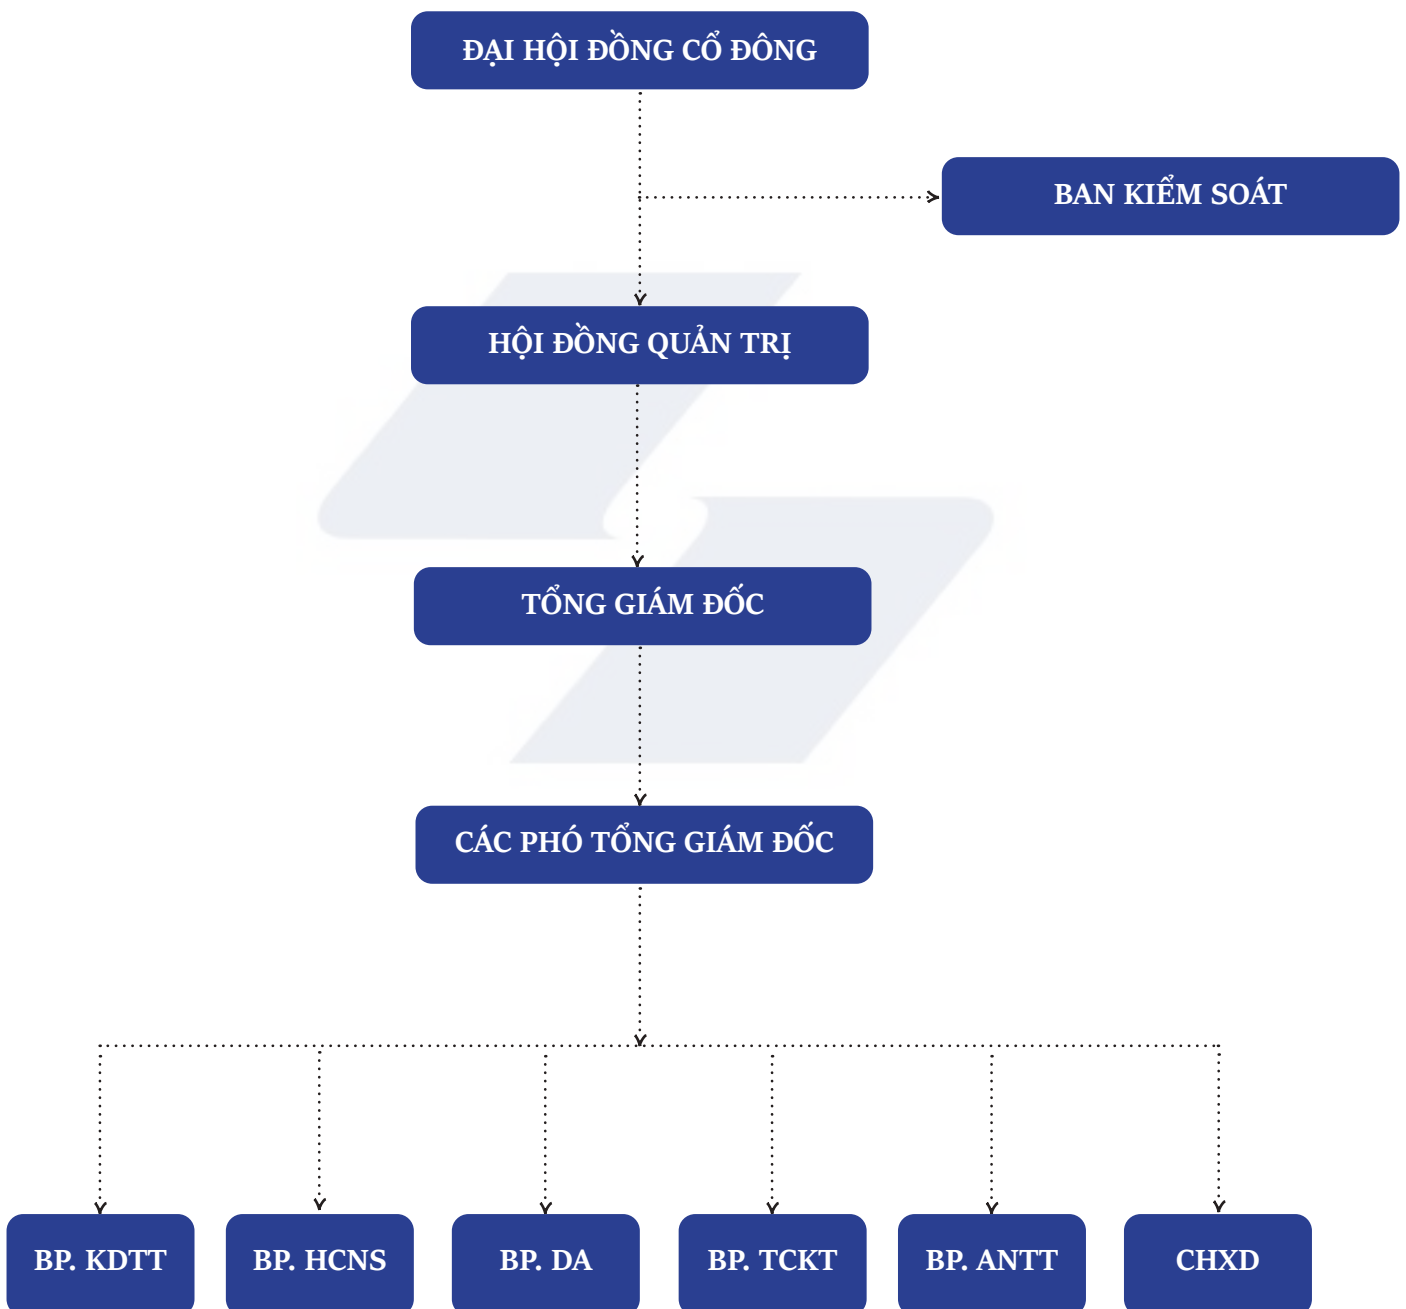 ĐẠI HỘI ĐỒNG CỔ ĐÔNG
BAN KIỂM SOÁT
HỘI ĐỒNG QUẢN TRỊ
TỔNG GIÁM ĐỐC
CÁC PHÓ TỔNG GIÁM ĐỐC
BP. KDTT
BP. HCNS
BP. DA
BP. TCKT
BP. ANTT
CHXD